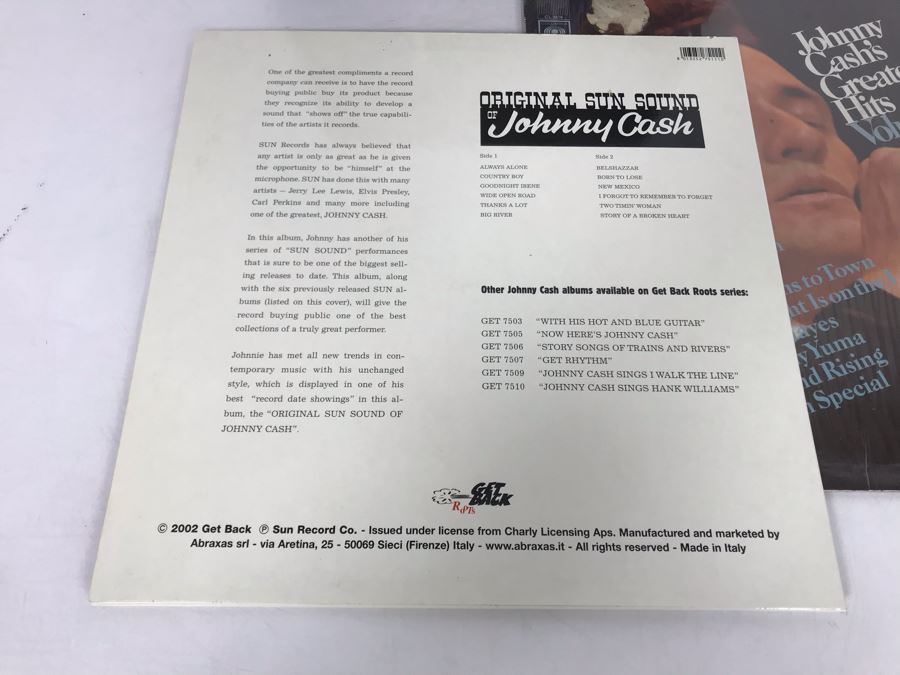 One of the greatest compliments a record
company can receive is to have the record
buying public buy its product because
they recognize its ability to develop a
sound that "shows off" the true capabili-
ties of the artists it records.
SUN Records has always believed that
any artist is only as great as he is given
the opportunity to be "himself" at the
microphone. SUN has done this with many
artists – Jerry Lee Lewis, Elvis Presley,
Carl Perkins and many more including
one of the greatest, JOHNNY CASH.
In this album, Johnny has another of his
series of "SUN SOUND" performances
that is sure to be one of the biggest sell-
ing releases to date. This album, along
with the six previously released SUN al-
bums (listed on this cover), will give the
record buying public one of the best
collections of a truly great performer.
Johnnie has met all new trends in con-
temporary music with his unchanged
style, which is displayed in one of his
best "record date showings" in this al-
bum, the "ORIGINAL SUN SOUND OF
JOHNNY CASH".
ORIGINAL SUN SOUND
OF Johnny Cash
Side 1
ALWAYS ALONE
COUNTRY BOY
GOODNIGHT IRENE
WIDE OPEN ROAD
THANKS A LOT
BIG RIVER
Side 2
BELSHAZZAR
BORN TO LOSE
NEW MEXICO
I FORGOT TO REMEMBER TO FORGET
TWO TIMIN' WOMAN
STORY OF A BROKEN HEART
Other Johnny Cash albums available on Get Back Roots series:
GET 7503 "WITH HIS HOT AND BLUE GUITAR"
GET 7505 "NOW HERE'S JOHNNY CASH"
GET 7506 "STORY SONGS OF TRAINS AND RIVERS"
GET 7507 "GET RHYTHM"
GET 7509 "JOHNNY CASH SINGS I WALK THE LINE"
GET 7510 "JOHNNY CASH SINGS HANK WILLIAMS"
GET
BACK
© 2002 Get Back ℗ Sun Record Co. - Issued under license from Charly Licensing Aps. Manufactured and marketed by
Abraxas srl - via Aretina, 25 - 50069 Sieci (Firenze) Italy - www.abraxas.it - All rights reserved - Made in Italy
Johnny
Cash's
Greate
Hits
Vol
ns to Town
at Is on the
ayes
y Yuma
nd Rising
n Special